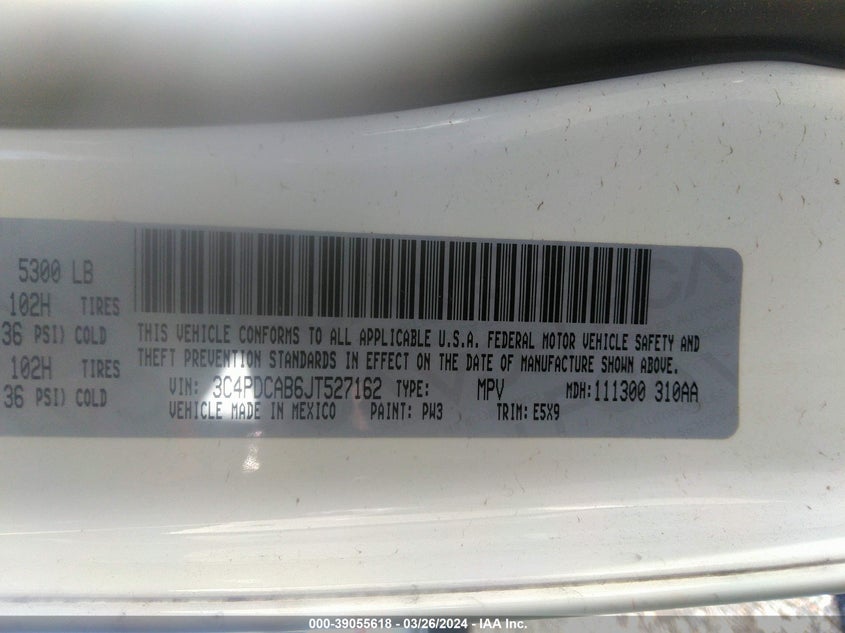 5300 LB
102H TIRES
36 PSI) COLD
102H TIRES
36 PSI) COLD
THIS VEHICLE CONFORMS TO ALL APPLICABLE U.S.A. FEDERAL MOTOR VEHICLE SAFETY AND
THEFT PREVENTION STANDARDS IN EFFECT ON THE DATE OF MANUFACTURE SHOWN ABOVE.
VIN: 3C4PDCAB6JT527162 TYPE: MPV MDH: 111300 310AA
VEHICLE MADE IN MEXICO PAINT: PW3 TRIM: E5X9
000-39055618 - 03/26/2024 - IAA Inc.